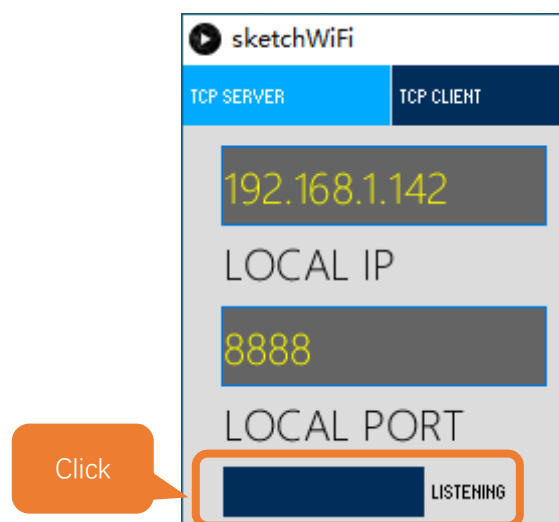 sketchWiFi
TCP SERVER TCP CLIENT
192.168.1.142
LOCAL IP
8888
LOCAL PORT
Click
LISTENING